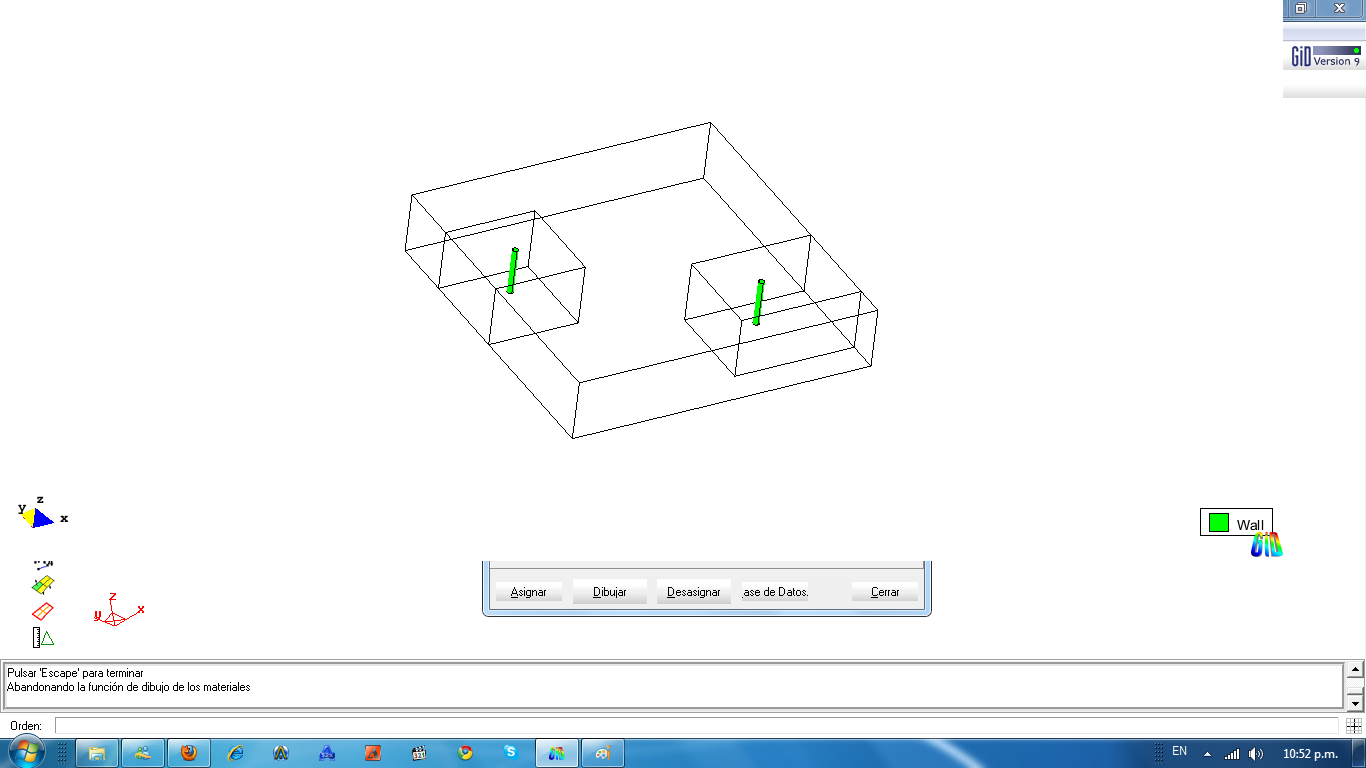 GiD Version 9
z
y
x
Wall
GiD
z
y
x
Asignar
Dibujar
Desasignar
ase de Datos.
Cerrar
Pulsar 'Escape' para terminar
Abandonando la función de dibujo de los materiales
Orden:
EN
10:52 p.m.